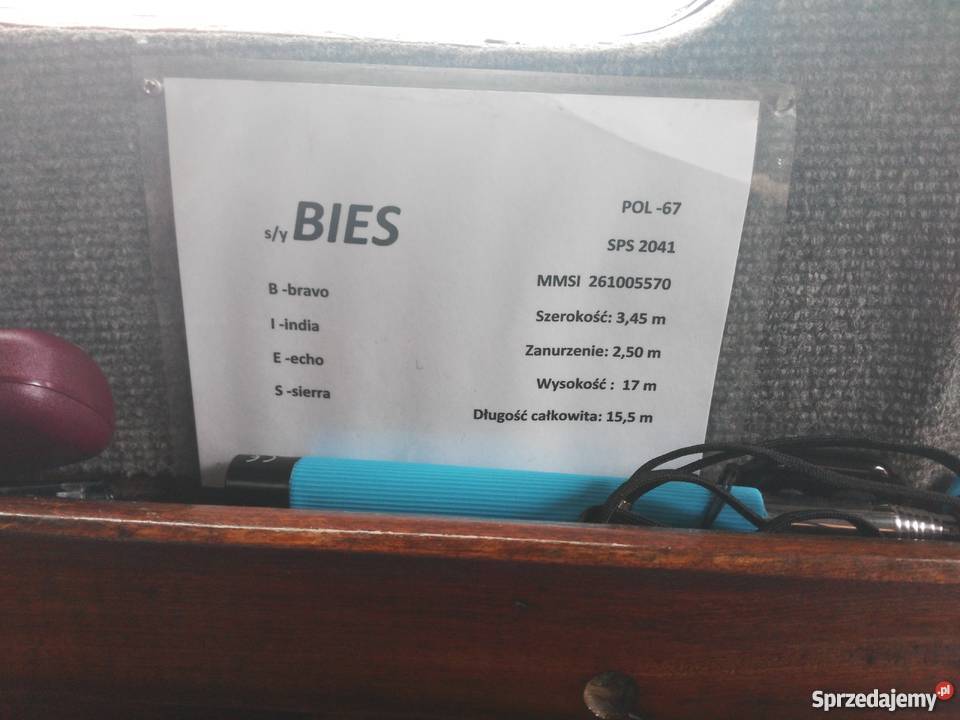 s/y BIES
B -bravo
I -india
E -echo
S -sierra
POL -67
SPS 2041
MMSI 261005570
Szerokość: 3,45 m
Zanurzenie: 2,50 m
Wysokość : 17 m
Długość całkowita: 15,5 m
CE
Sprzedajemy.pl